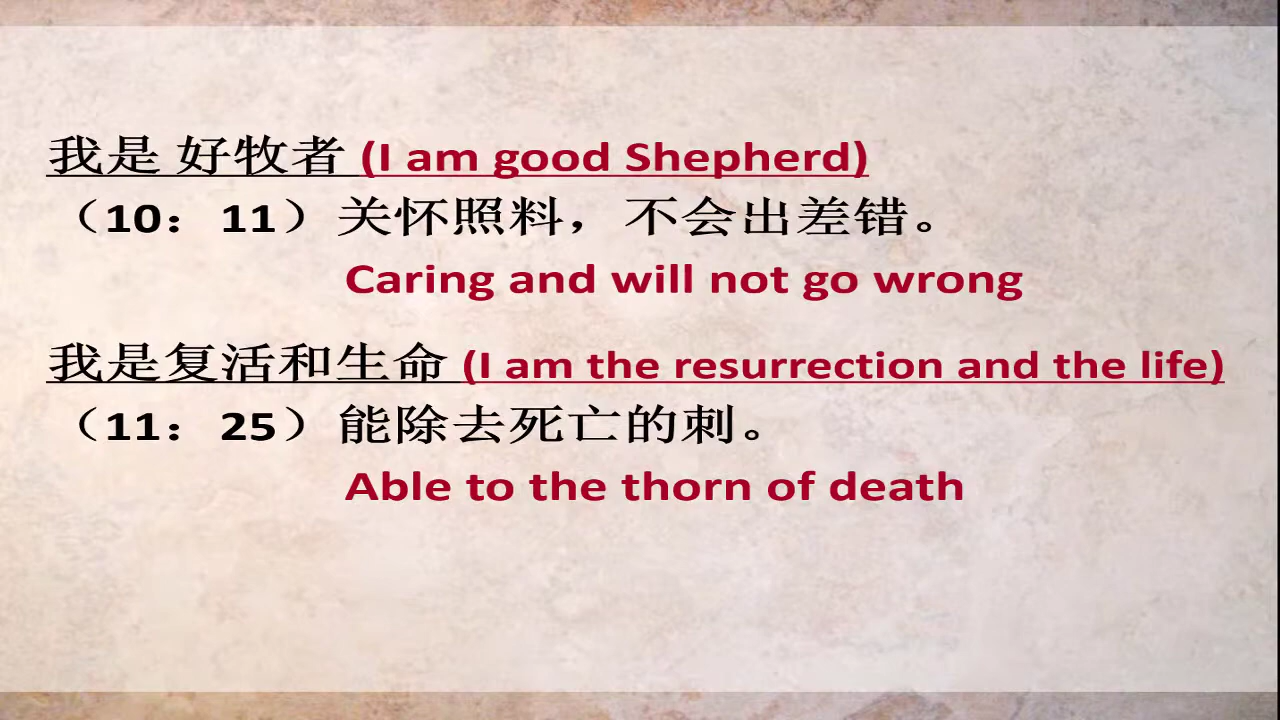 我是 好牧者 (I am good Shepherd)
（10：11）关怀照料，不会出差错。
Caring and will not go wrong
我是复活和生命 (I am the resurrection and the life)
（11：25）能除去死亡的刺。
Able to the thorn of death